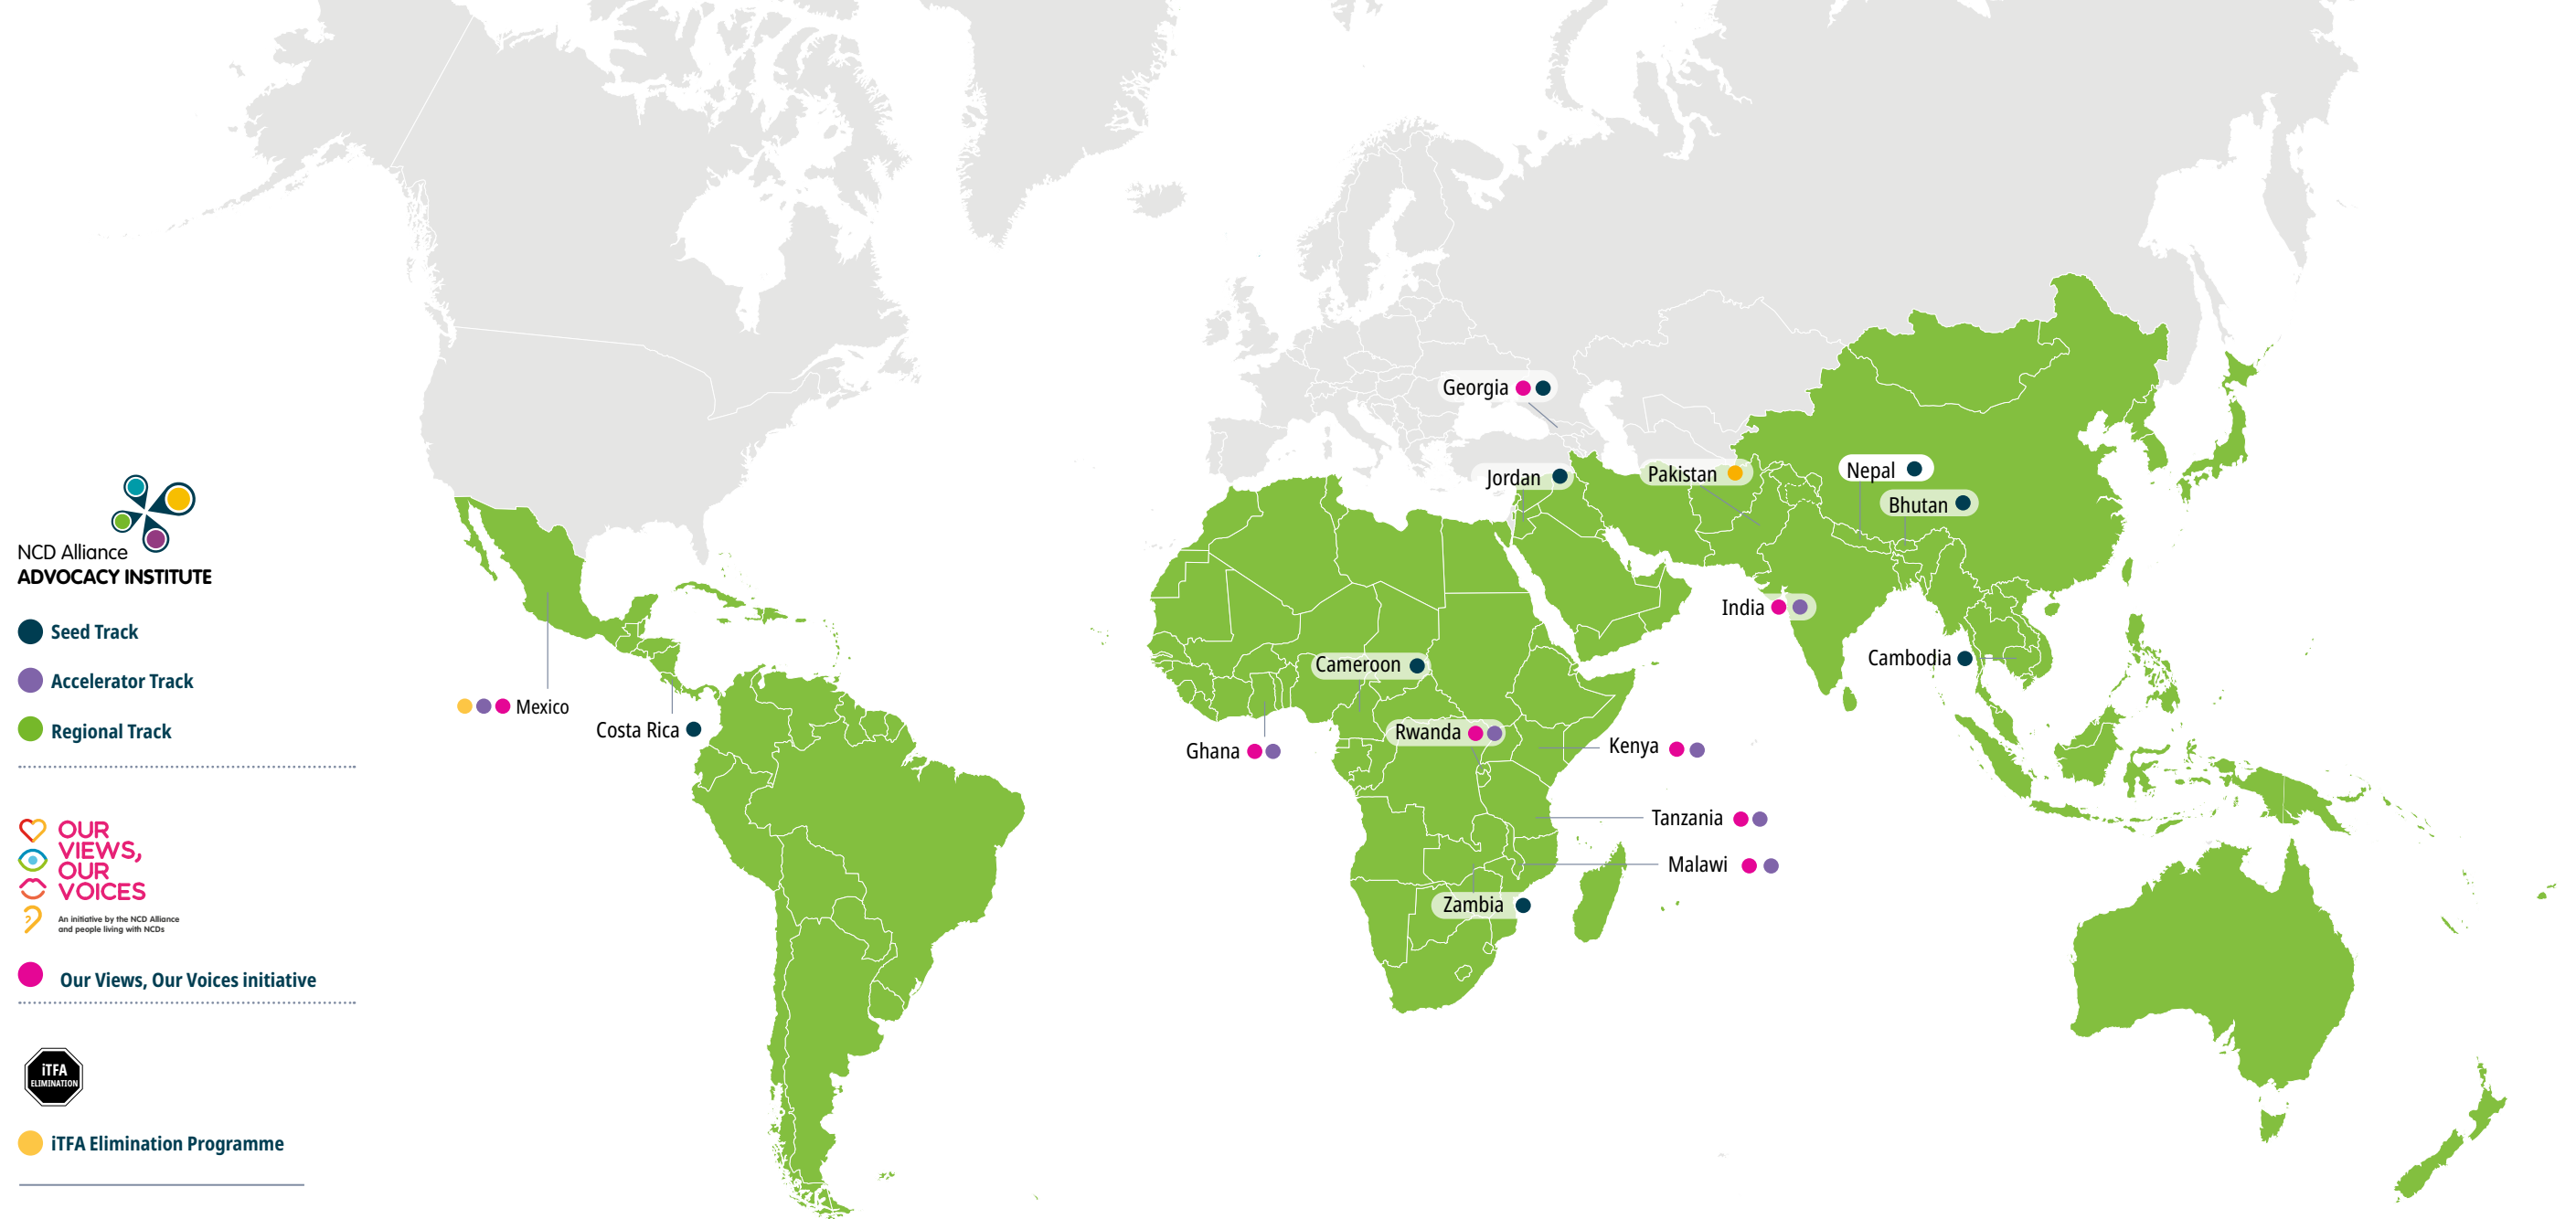 NCD Alliance
ADVOCACY INSTITUTE
Seed Track
Accelerator Track
Regional Track
OUR
VIEWS,
OUR
VOICES
An initiative by the NCD Alliance
and people living with NCDs
Our Views, Our Voices initiative
iTFA
ELIMINATION
iTFA Elimination Programme
Georgia
Jordan
Pakistan
Nepal
Bhutan
India
Cambodia
Cameroon
Mexico
Costa Rica
Ghana
Rwanda
Kenya
Tanzania
Malawi
Zambia